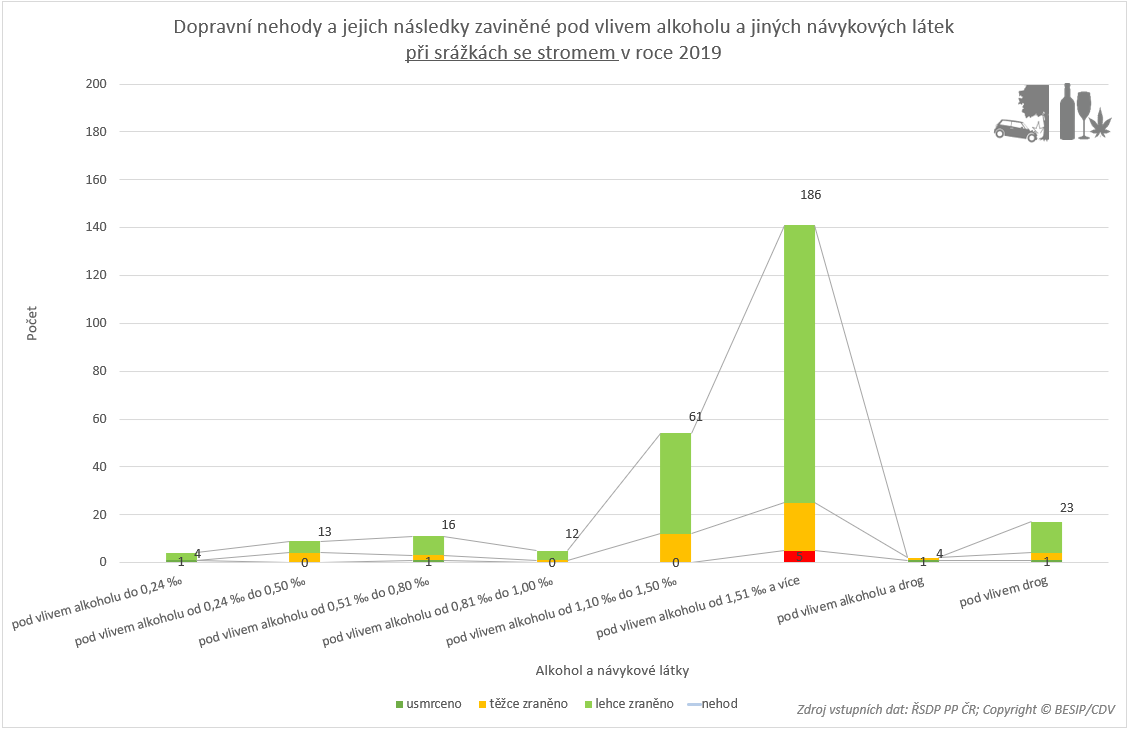 Dopravní nehody a jejich následky zaviněné pod vlivem alkoholu a jiných návykových látek
při srážkách se stromem v roce 2019
200
180
160
140
120
100
80
60
40
20
0
Počet
4
13
16
12
61
186
4
23
1
0
1
0
0
5
1
1
pod vlivem alkoholu do 0,24 ‰
pod vlivem alkoholu od 0,24 ‰ do 0,50 ‰
pod vlivem alkoholu od 0,51 ‰ do 0,80 ‰
pod vlivem alkoholu od 0,81 ‰ do 1,00 ‰
pod vlivem alkoholu od 1,10 ‰ do 1,50 ‰
pod vlivem alkoholu od 1,51 ‰ a více
pod vlivem alkoholu a drog
pod vlivem drog
Alkohol a návykové látky
usmrceno těžce zraněno lehce zraněno nehod
Zdroj vstupních dat: ŘSDP PP ČR; Copyright © BESIP/CDV